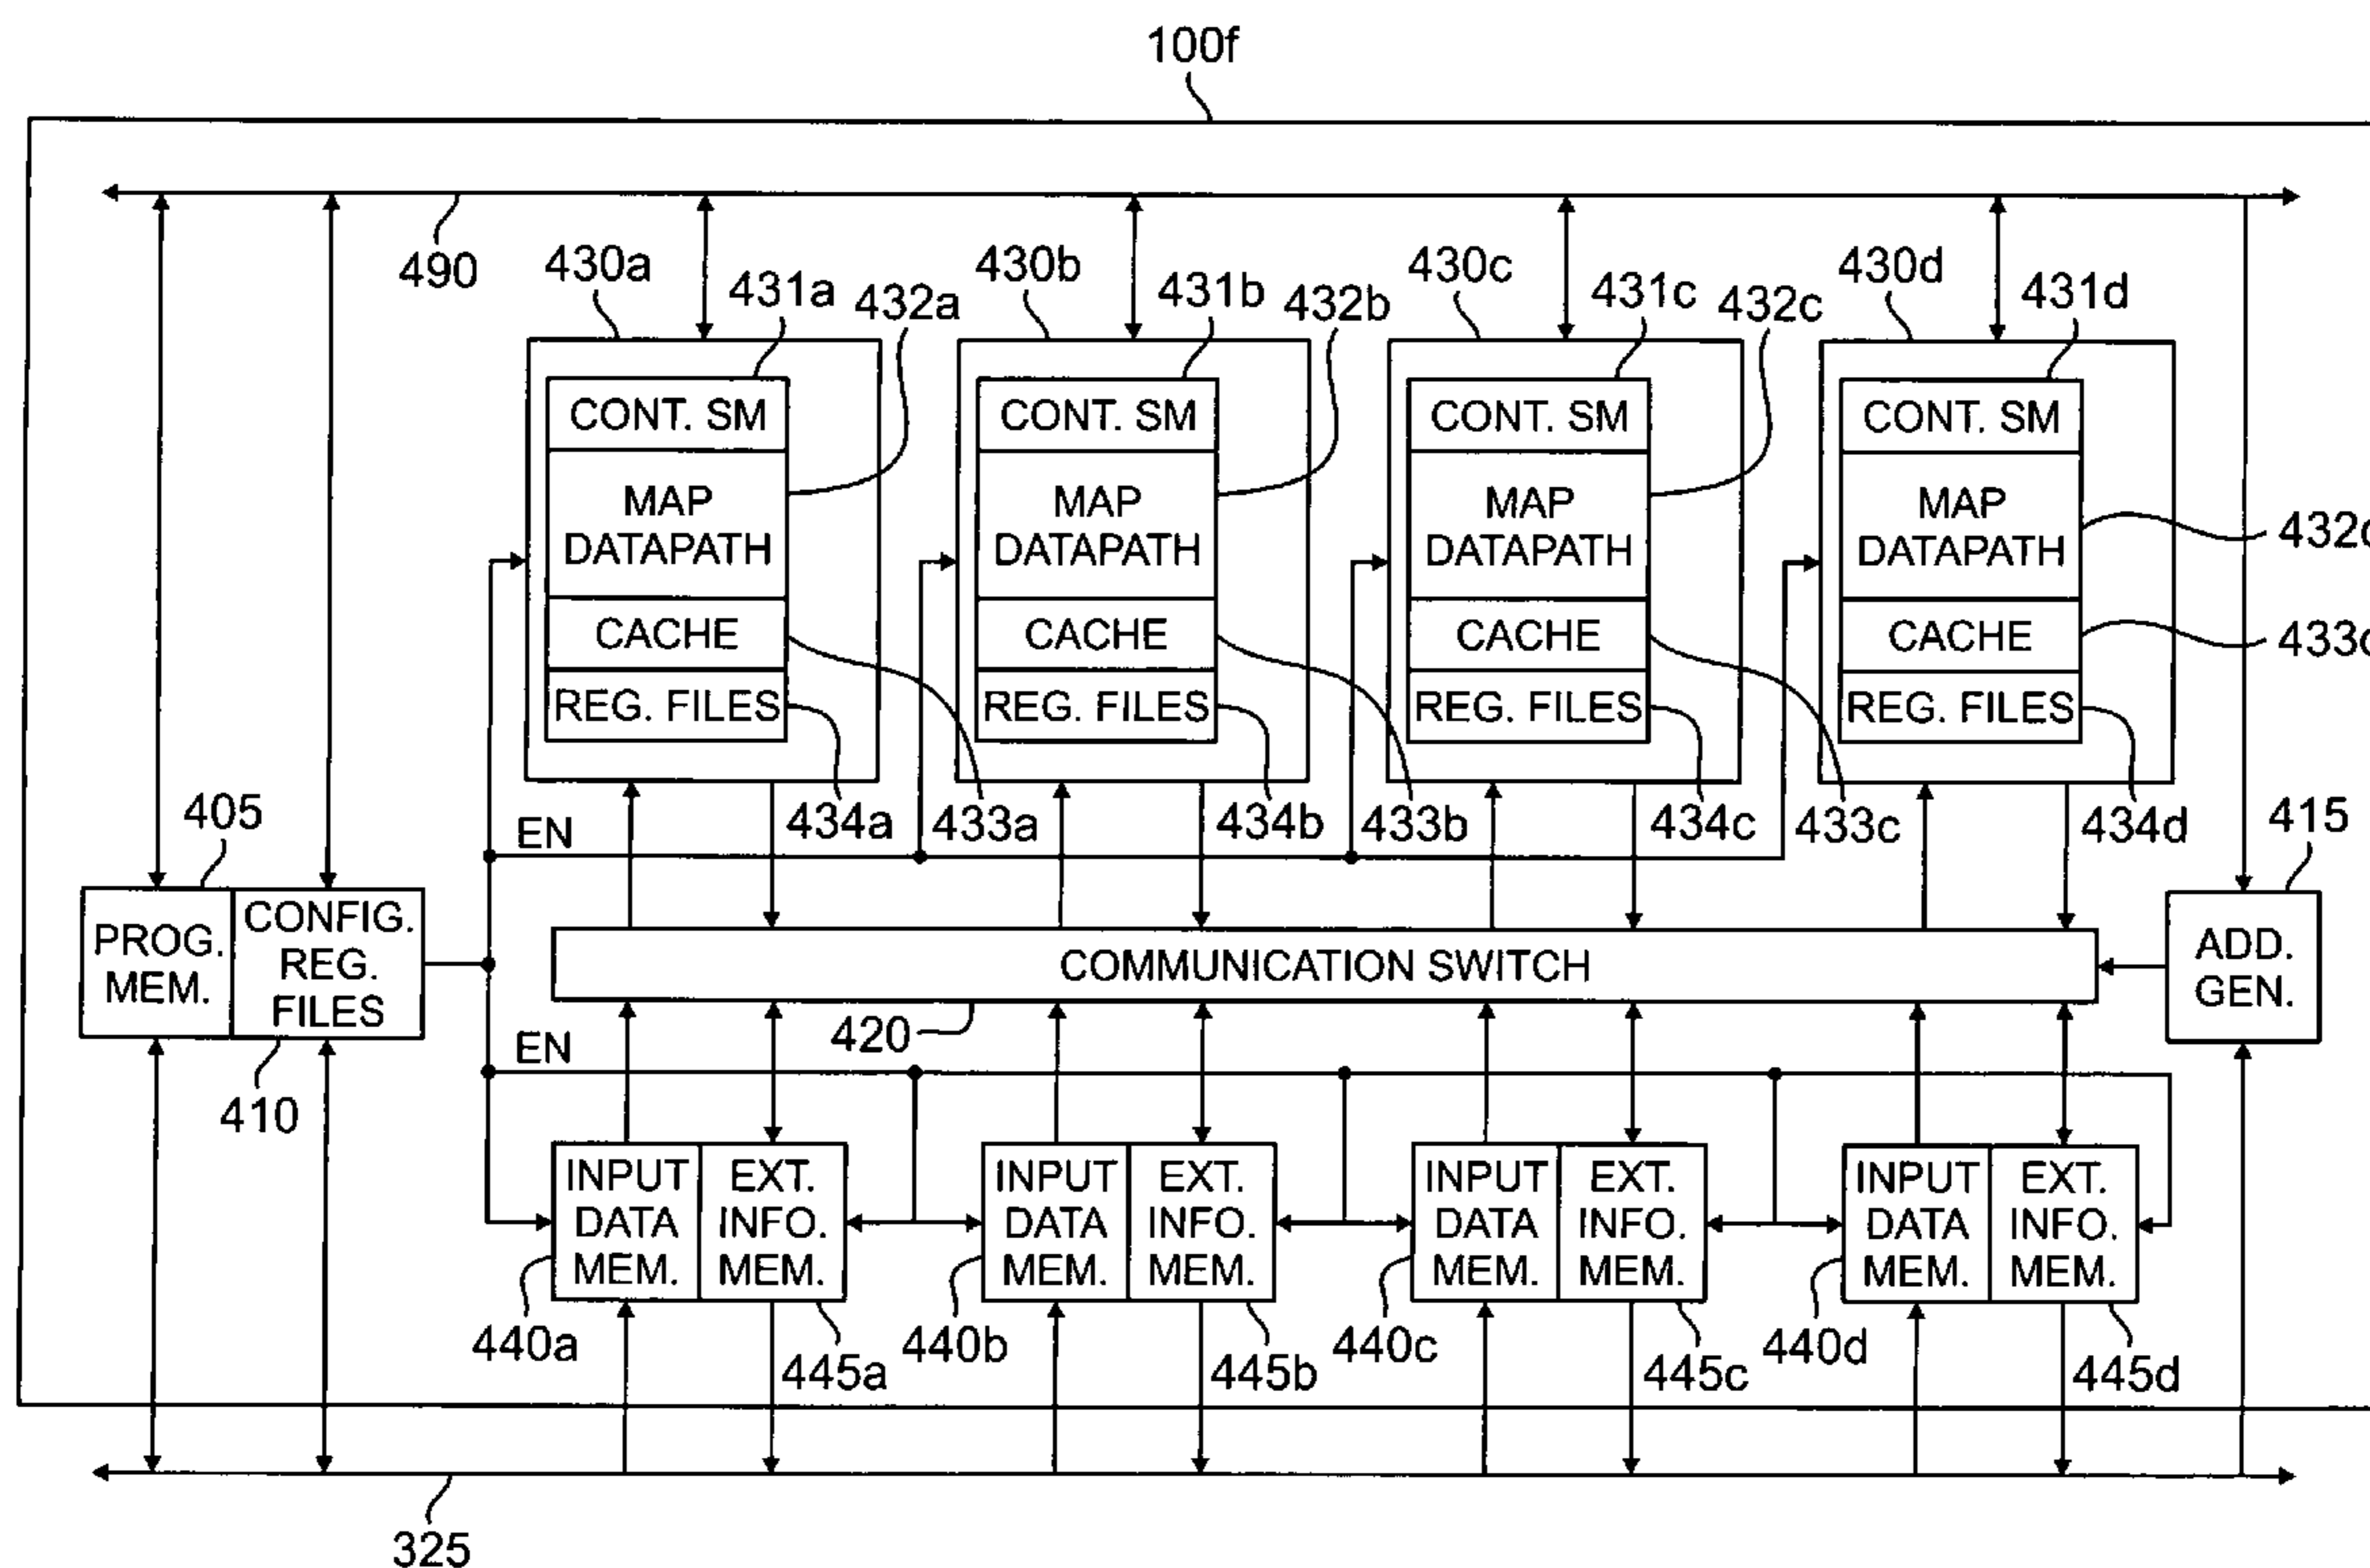 100f
490
430a
431a
432a
430b
431b
432b
430c
431c
432c
430d
431d
CONT. SM
MAP
DATAPATH
CACHE
REG. FILES
CONT. SM
MAP
DATAPATH
CACHE
REG. FILES
CONT. SM
MAP
DATAPATH
CACHE
REG. FILES
CONT. SM
MAP
DATAPATH
CACHE
REG. FILES
434a
433a
434b
433b
434c
433c
434d
405
415
EN
PROG.
MEM.
CONFIG.
REG.
FILES
COMMUNICATION SWITCH
ADD.
GEN.
420
EN
410
INPUT
DATA
MEM.
EXT.
INFO.
MEM.
INPUT
DATA
MEM.
EXT.
INFO.
MEM.
INPUT
DATA
MEM.
EXT.
INFO.
MEM.
INPUT
DATA
MEM.
EXT.
INFO.
MEM.
440a
445a
440b
445b
440c
445c
440d
445d
325